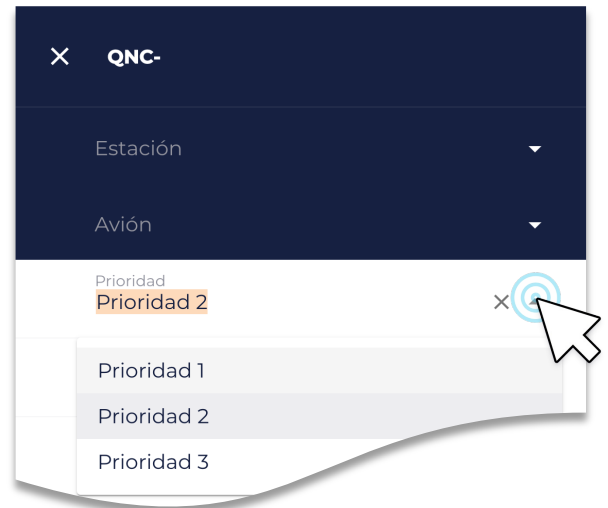 QNC-
Estación
Avión
Prioridad
Prioridad 2
Prioridad 1
Prioridad 2
Prioridad 3